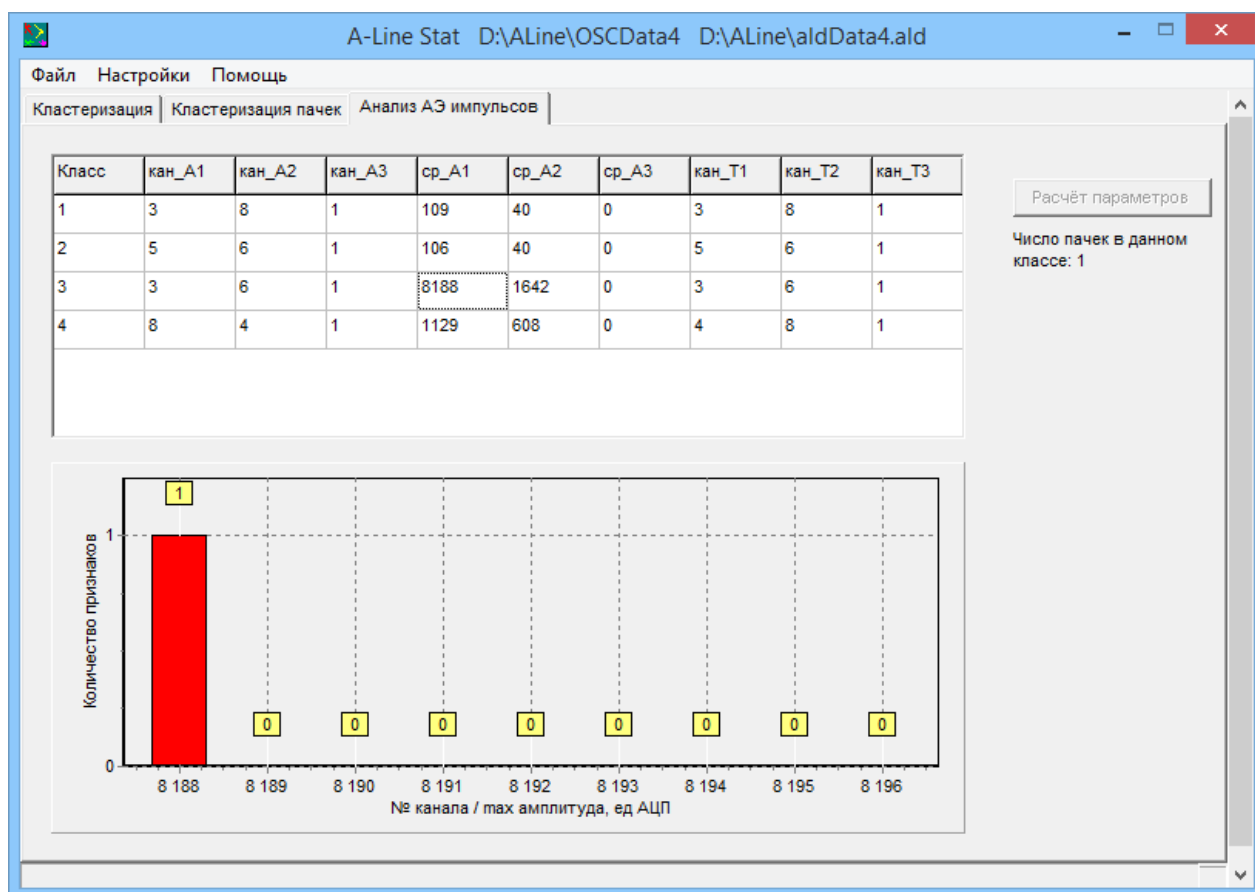 A-Line Stat D:\ALine\OSCData4 D:\ALine\aldData4.ald
Файл Настройки Помощь
Кластеризация Кластеризация пачек Анализ АЭ импульсов
Класс кан_А1 кан_А2 кан_А3 ср_А1 ср_А2 ср_А3 кан_Т1 кан_Т2 кан_Т3
1 3 8 1 109 40 0 3 8 1
2 5 6 1 106 40 0 5 6 1
3 3 6 1 8188 1642 0 3 6 1
4 8 4 1 1129 608 0 4 8 1
Расчёт параметров
Число пачек в данном
классе: 1
1
Количество признаков
1
0 0 0 0 0 0 0 0
0
8 188 8 189 8 190 8 191 8 192 8 193 8 194 8 195 8 196
№ канала / max амплитуда, ед АЦП